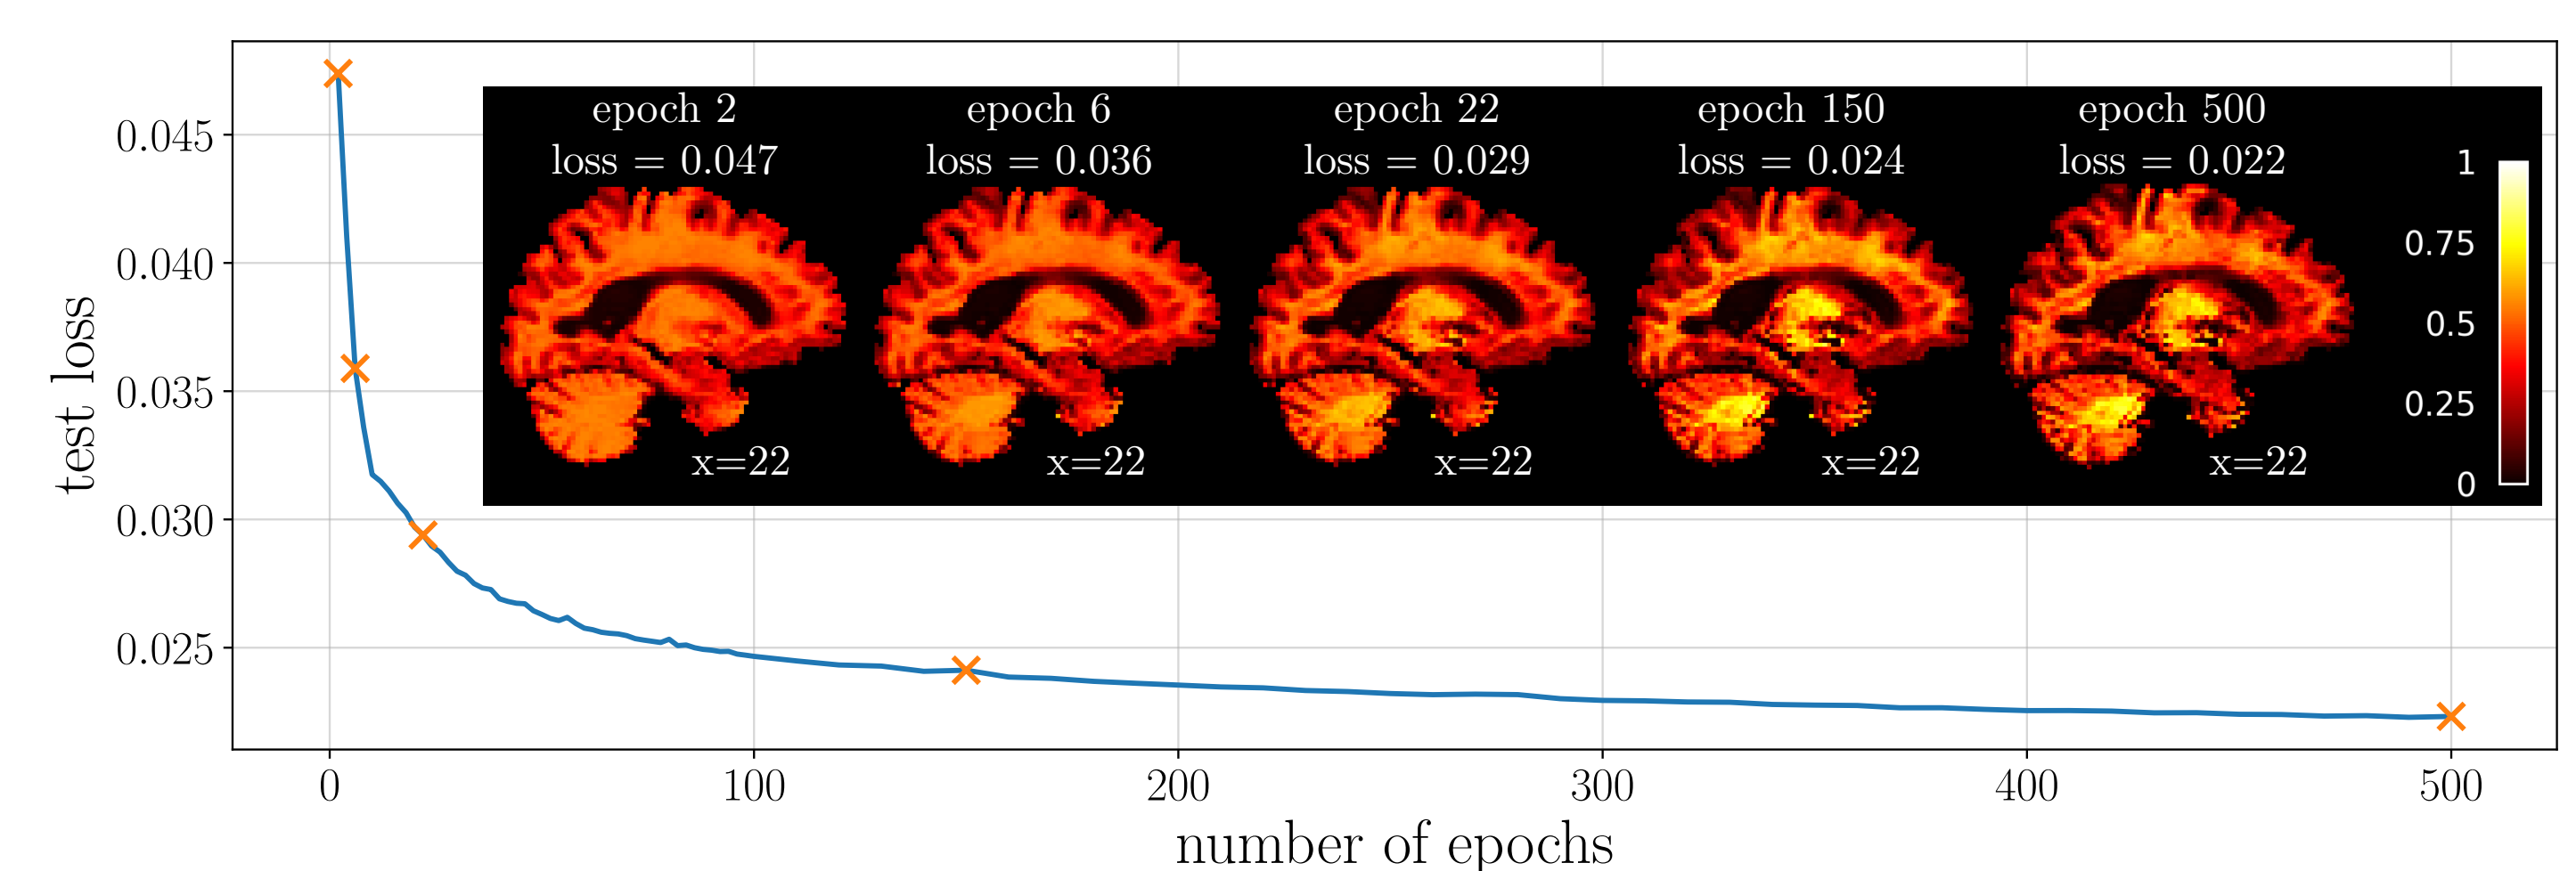 epoch 2 epoch 6 epoch 22 epoch 150 epoch 500
loss = 0.047 loss = 0.036 loss = 0.029 loss = 0.024 loss = 0.022
x=22 x=22 x=22 x=22 x=22
1
0.75
0.5
0.25
0
test loss
0.045
0.040
0.035
0.030
0.025
0 100 200 300 400 500
number of epochs